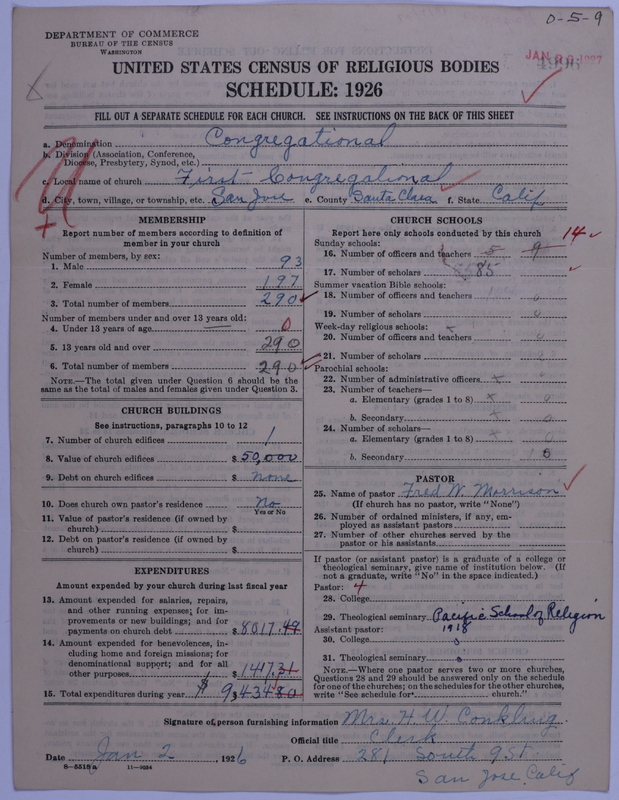 0-5-9
DEPARTMENT OF COMMERCE
BUREAU OF THE CENSUS
WASHINGTON
UNITED STATES CENSUS OF RELIGIOUS BODIES
SCHEDULE: 1926
FILL OUT A SEPARATE SCHEDULE FOR EACH CHURCH. SEE INSTRUCTIONS ON THE BACK OF THIS SHEET
a. Denomination Congregational
b. Division (Association, Conference,
Diocese, Presbytery, Synod, etc.)
c. Local name of church First Congregational
d. City, town, village, or township, etc. San Jose e. County Santa Clara f. State Calif
MEMBERSHIP
Report number of members according to definition of
member in your church
Number of members, by sex:
1. Male 93
2. Female 197
3. Total number of members 290
Number of members under and over 13 years old:
4. Under 13 years of age 0
5. 13 years old and over 290
6. Total number of members 290
NOTE.—The total given under Question 6 should be the
same as the total of males and females given under Question 3.
CHURCH BUILDINGS
See instructions, paragraphs 10 to 12
7. Number of church edifices 1
8. Value of church edifices $ 50,000
9. Debt on church edifices $ None
10. Does church own pastor's residence No
Yes or No
11. Value of pastor's residence (if owned by
church) $
12. Debt on pastor's residence (if owned by
church) $
EXPENDITURES
Amount expended by your church during last fiscal year
13. Amount expended for salaries, repairs,
and other running expenses; for im-
provements or new buildings; and for
payments on church debt $ 8017.49
14. Amount expended for benevolences, in-
cluding home and foreign missions; for
denominational support; and for all
other purposes $ 1417.31
15. Total expenditures during year $ 9,434.80
CHURCH SCHOOLS
Report here only schools conducted by this church 14
Sunday schools:
16. Number of officers and teachers 5 9
17. Number of scholars 85
Summer vacation Bible schools:
18. Number of officers and teachers
19. Number of scholars
Week-day religious schools:
20. Number of officers and teachers
21. Number of scholars
Parochial schools:
22. Number of administrative officers
23. Number of teachers—
a. Elementary (grades 1 to 8)
b. Secondary
24. Number of scholars—
a. Elementary (grades 1 to 8)
b. Secondary
PASTOR
25. Name of pastor Fred W. Morrison
(If church has no pastor, write "None")
26. Number of ordained ministers, if any, em-
ployed as assistant pastors
27. Number of other churches served by the
pastor or his assistants
If pastor (or assistant pastor) is a graduate of a college or
theological seminary, give name of institution below. (If
not a graduate, write "No" in the space indicated.)
Pastor: 4
28. College
29. Theological seminary Pacific School of Religion
Assistant pastor: 1918
30. College
31. Theological seminary
NOTE.—Where one pastor serves two or more churches,
Questions 28 and 29 should be answered only on the schedule
for one of the churches; on the schedules for the other churches,
write "See schedule for church."
Signature of person furnishing information Mrs. H. W. Conkling
Official title Clerk
Date Jan 2, 1926 P. O. Address 281 South 9 St.
8-5518a 11-9034 San Jose, Calif